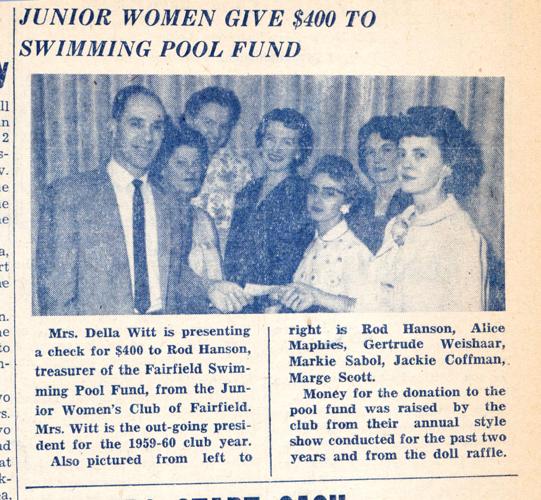 JUNIOR WOMEN GIVE $400 TO
SWIMMING POOL FUND
Mrs. Della Witt is presenting
a check for $400 to Rod Hanson,
treasurer of the Fairfield Swim-
ming Pool Fund, from the Jun-
ior Women's Club of Fairfield.
Mrs. Witt is the out-going presi-
dent for the 1959-60 club year.
Also pictured from left to
right is Rod Hanson, Alice
Maphies, Gertrude Weishaar,
Markie Sabol, Jackie Coffman,
Marge Scott.
Money for the donation to the
pool fund was raised by the
club from their annual style
show conducted for the past two
years and from the doll raffle.